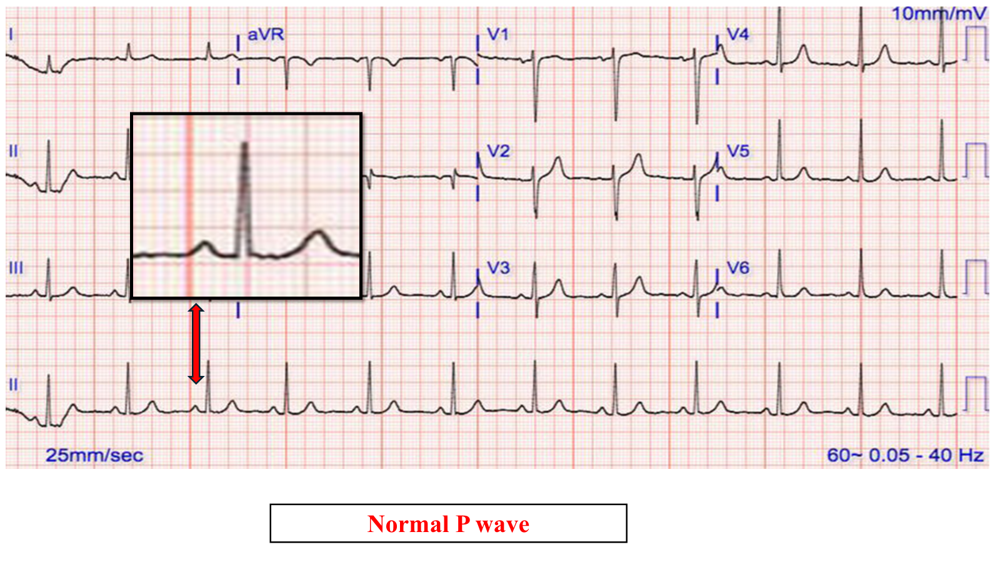 10mm/mV
I
aVR
V1
V4
II
V2
V5
III
V3
V6
II
25mm/sec
60~ 0.05 - 40 Hz
Normal P wave